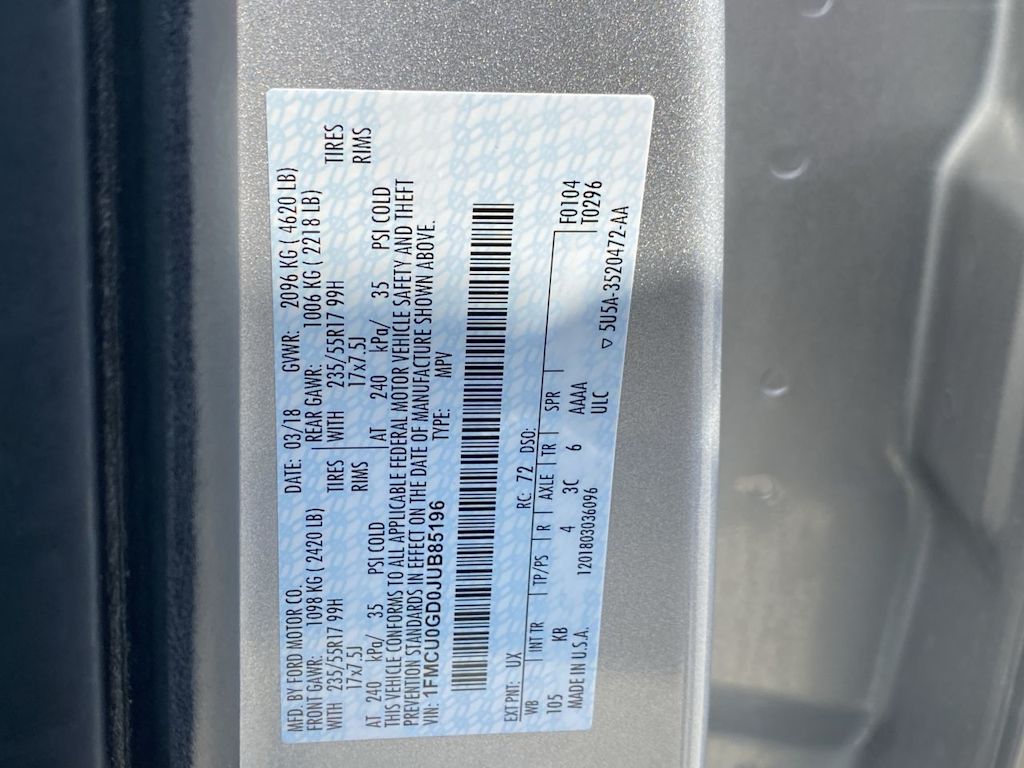 MFD. BY FORD MOTOR CO. DATE: 03/18 GVWR: 2096 KG ( 4620 LB)
FRONT GAWR: 1098 KG ( 2420 LB) REAR GAWR: 1006 KG ( 2218 LB)
WITH 235/55R17 99H TIRES WITH 235/55R17 99H TIRES
17x7.5J RIMS 17x7.5J RIMS
AT 240 kPa/ 35 PSI COLD AT 240 kPa/ 35 PSI COLD
THIS VEHICLE CONFORMS TO ALL APPLICABLE FEDERAL MOTOR VEHICLE SAFETY AND THEFT
PREVENTION STANDARDS IN EFFECT ON THE DATE OF MANUFACTURE SHOWN ABOVE.
VIN: 1FMCU0GD0JUB85196 TYPE: MPV
EXT PNT: UX RC: 72 DSO: F0104
WB INT TR TP/PS R AXLE TR SPR T0296
105 KB 4 3C 6 AAAA
MADE IN U.S.A. 1201803036096 ULC ▽ 5U5A-3520472-AA